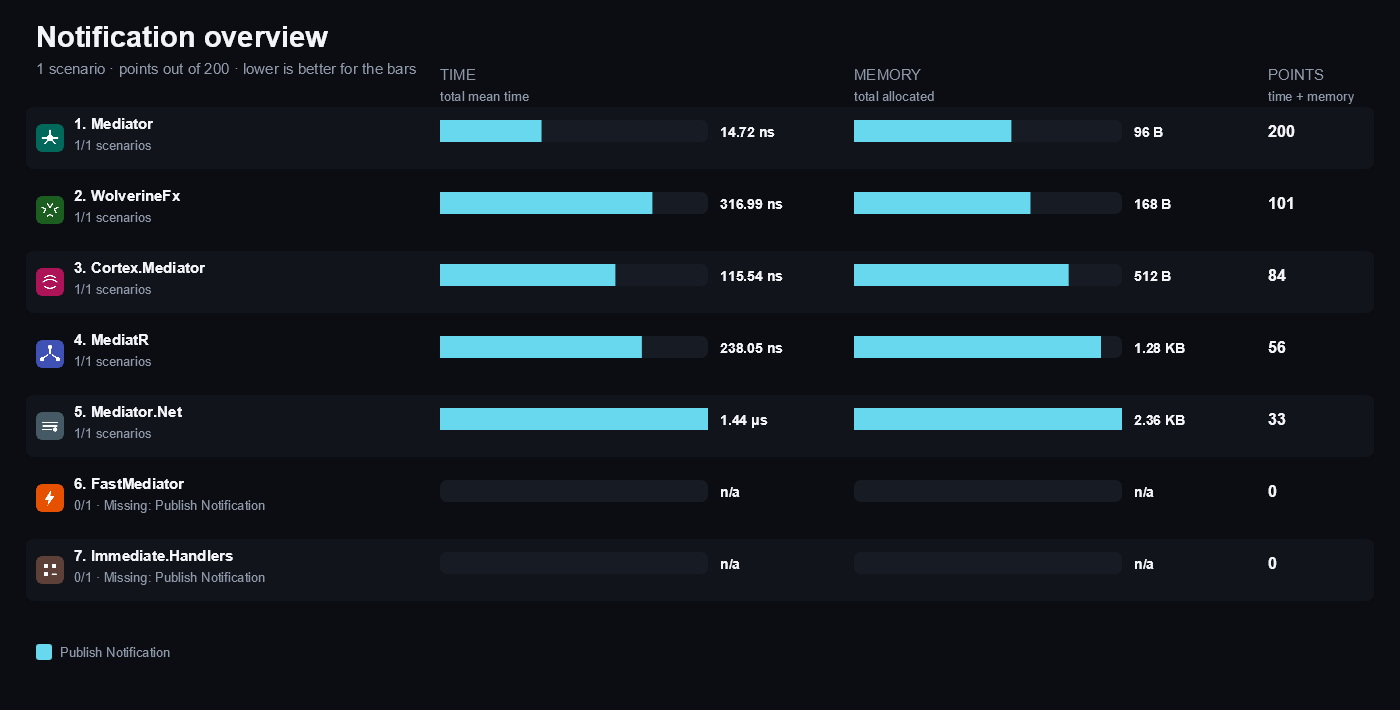 Notification overview
1 scenario · points out of 200 · lower is better for the bars
TIME
total mean time
MEMORY
total allocated
POINTS
time + memory
1. Mediator
1/1 scenarios
14.72 ns
96 B
200
2. WolverineFx
1/1 scenarios
316.99 ns
168 B
101
3. Cortex.Mediator
1/1 scenarios
115.54 ns
512 B
84
4. MediatR
1/1 scenarios
238.05 ns
1.28 KB
56
5. Mediator.Net
1/1 scenarios
1.44 µs
2.36 KB
33
6. FastMediator
0/1 · Missing: Publish Notification
n/a
n/a
0
7. Immediate.Handlers
0/1 · Missing: Publish Notification
n/a
n/a
0
Publish Notification